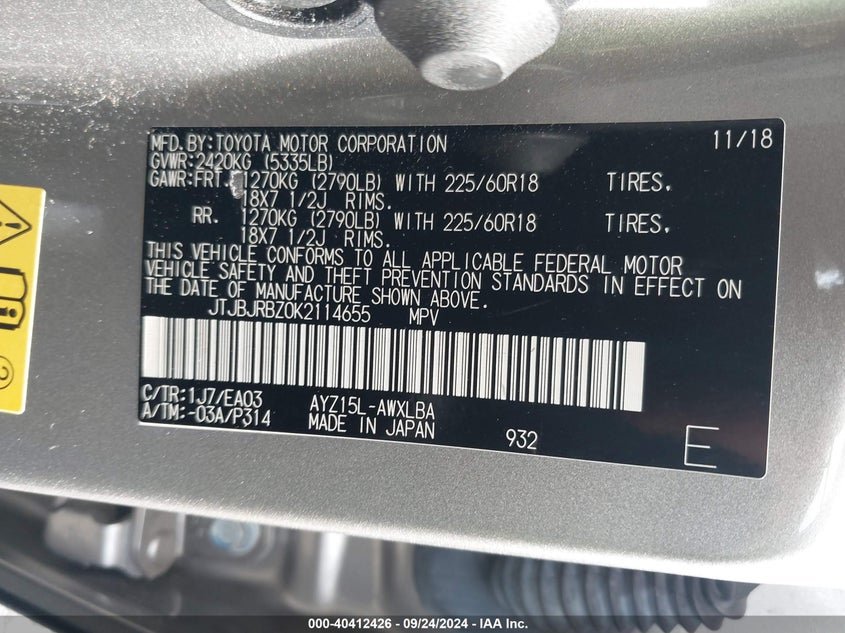 MFD.BY:TOYOTA MOTOR CORPORATION 11/18
GVWR:2420KG (5335LB)
GAWR:FRT. 1270KG (2790LB) WITH 225/60R18 TIRES,
18X7 1/2J RIMS.
RR. 1270KG (2790LB) WITH 225/60R18 TIRES,
18X7 1/2J RIMS.
THIS VEHICLE CONFORMS TO ALL APPLICABLE FEDERAL MOTOR
VEHICLE SAFETY AND THEFT PREVENTION STANDARDS IN EFFECT ON
THE DATE OF MANUFACTURE SHOWN ABOVE.
JTJBJRBZ0K2114655 MPV
C/TR:1J7/EA03 AYZ15L-AWXLBA
A/TM:-03A/P314 MADE IN JAPAN 932 E
2
000-40412426 - 09/24/2024 - IAA Inc.